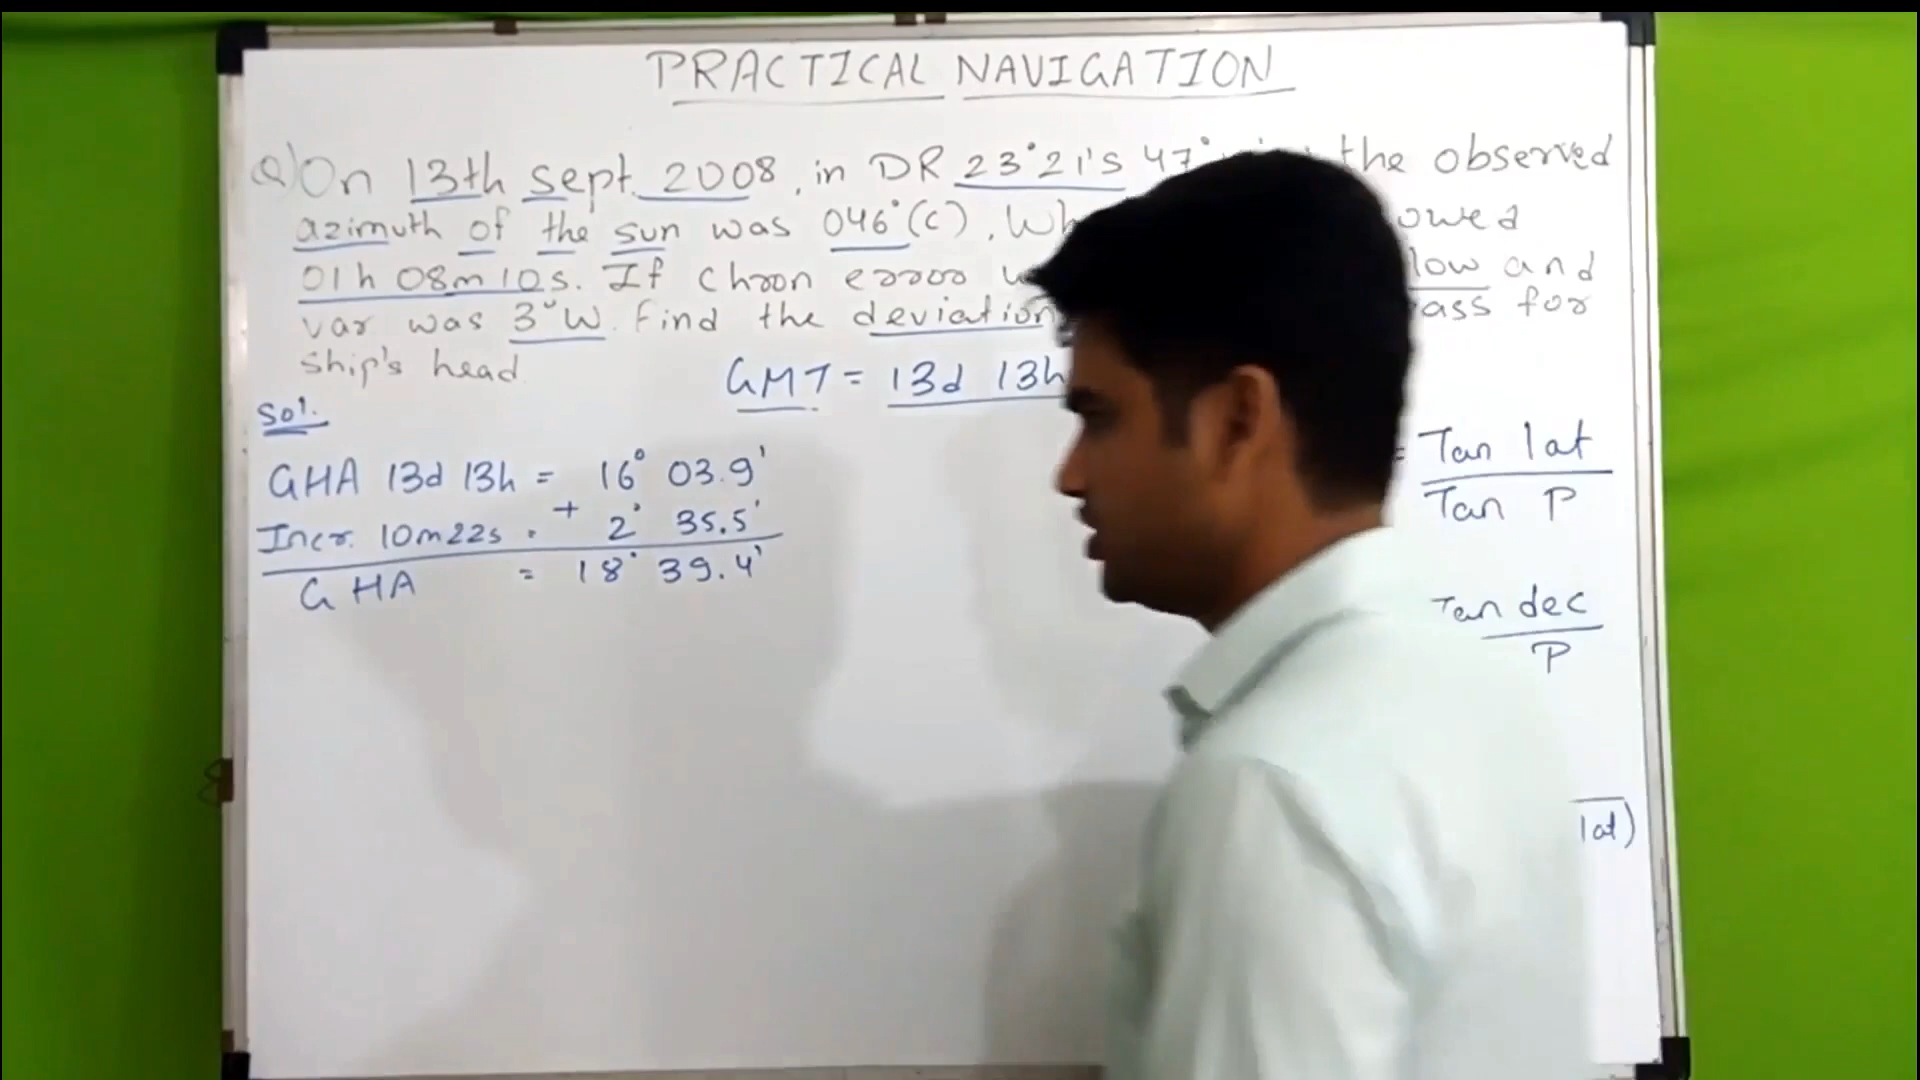 PRACTICAL NAVIGATION
Q) On 13th sept 2008, in DR 23°21's 47° the observed
azimuth of the sun was 046°(c). Wh owed
01h 08m 10s. If chron error low and
var was 3°W. Find the deviation ass for
ship's head
GMT = 13d 13h
Sol.
GHA 13d 13h = 16° 03.9'
Incr. 10m22s . + 2° 35.5'
GHA = 18° 39.4'
= Tan lat
Tan P
Tan dec
P
lat)